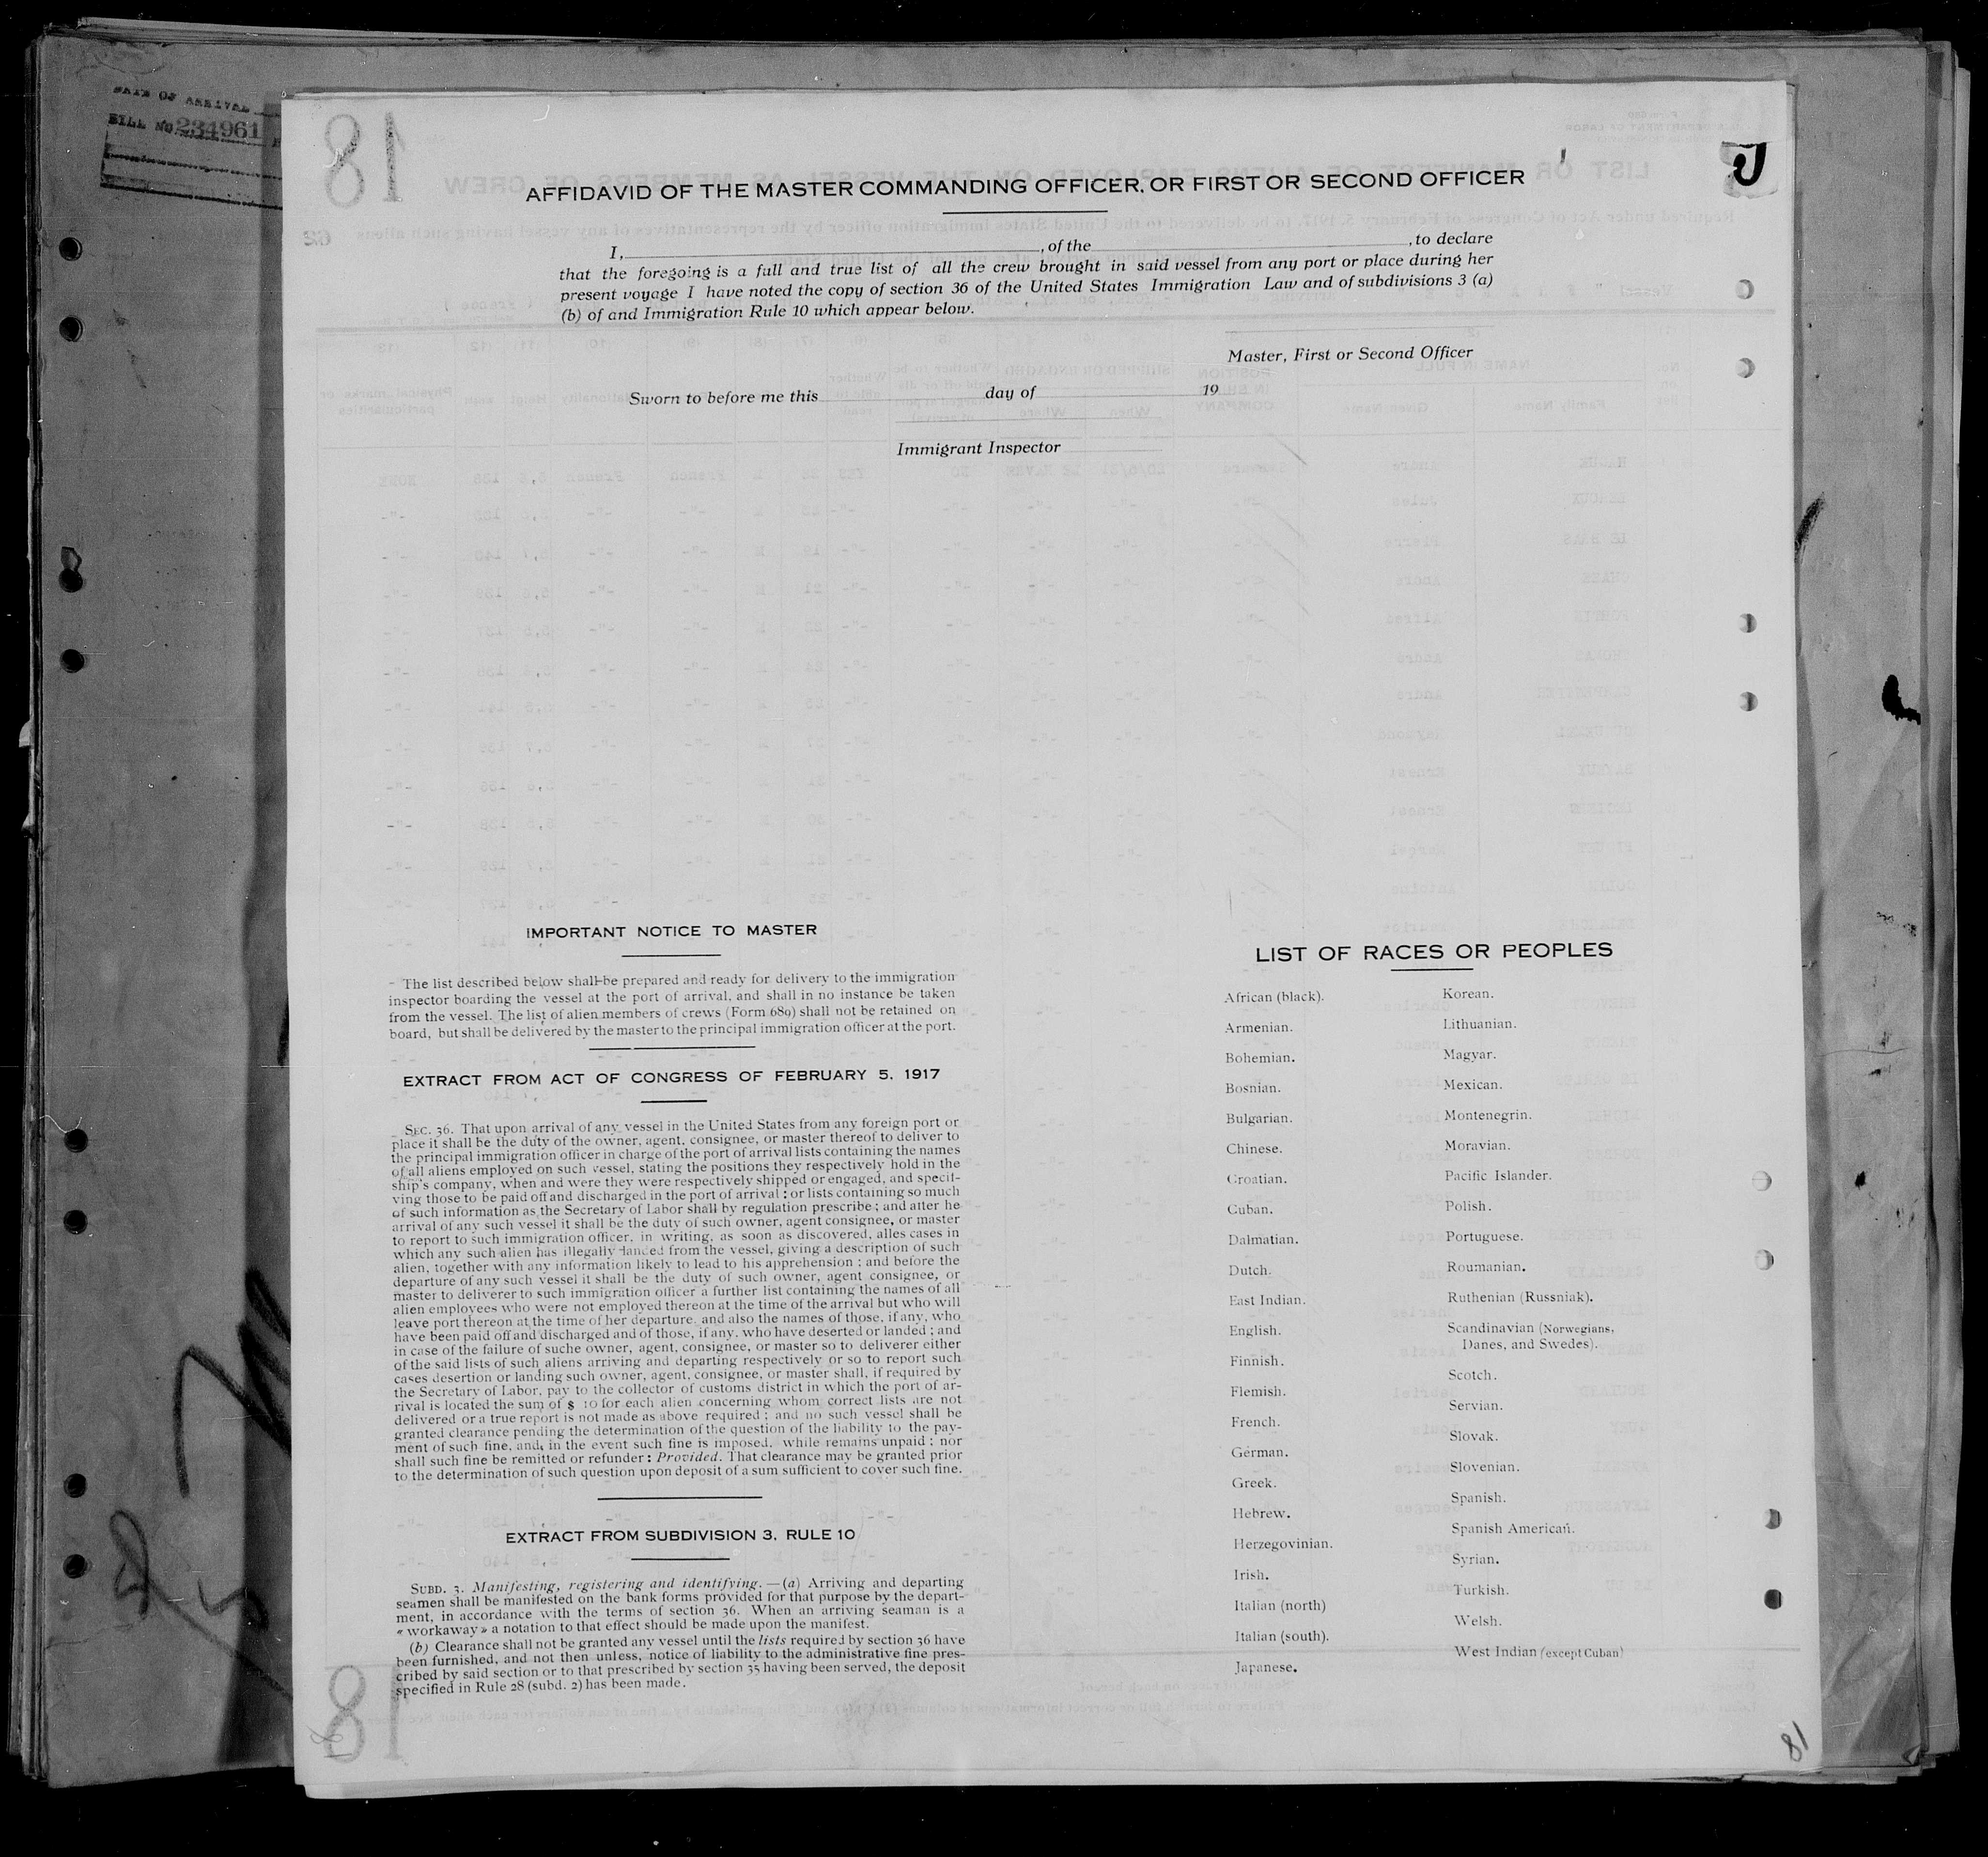 DATE OF ARRIVAL
BILL NO. 234961
AFFIDAVID OF THE MASTER COMMANDING OFFICER, OR FIRST OR SECOND OFFICER
I, , of the , to declare
that the foregoing is a full and true list of all the crew brought in said vessel from any port or place during her
present voyage I have noted the copy of section 36 of the United States Immigration Law and of subdivisions 3 (a)
(b) of and Immigration Rule 10 which appear below.
Master, First or Second Officer
Sworn to before me this day of 19
Immigrant Inspector
IMPORTANT NOTICE TO MASTER
The list described below shall be prepared and ready for delivery to the immigration
inspector boarding the vessel at the port of arrival, and shall in no instance be taken
from the vessel. The list of alien members of crews (Form 689) shall not be retained on
board, but shall be delivered by the master to the principal immigration officer at the port.
EXTRACT FROM ACT OF CONGRESS OF FEBRUARY 5, 1917
SEC. 36. That upon arrival of any vessel in the United States from any foreign port or
place it shall be the duty of the owner, agent, consignee, or master thereof to deliver to
the principal immigration officer in charge of the port of arrival lists containing the names
of all aliens employed on such vessel, stating the positions they respectively hold in the
ship's company, when and were they were respectively shipped or engaged, and specif-
ving those to be paid off and discharged in the port of arrival : or lists containing so much
of such information as the Secretary of Labor shall by regulation prescribe ; and atter he
arrival of any such vessel it shall be the duty of such owner, agent consignee, or master
to report to such immigration officer, in writing, as soon as discovered, alles cases in
which any such alien has illegally landed from the vessel, giving a description of such
alien, together with any information likely to lead to his apprehension : and before the
departure of any such vessel it shall be the duty of such owner, agent consignee, or
master to deliverer to such immigration officer a further list containing the names of all
alien employees who were not employed thereon at the time of the arrival but who will
leave port thereon at the time of her departure, and also the names of those, if any, who
have been paid off and discharged and of those, if any, who have deserted or landed ; and
in case of the failure of suche owner, agent, consignee, or master so to deliverer either
of the said lists of such aliens arriving and departing respectively or so to report such
cases desertion or landing such owner, agent, consignee, or master shall, if required by
the Secretary of Labor, pay to the collector of customs district in which the port of ar-
rival is located the sum of $ 10 for each alien concerning whom correct lists are not
delivered or a true report is not made as above required ; and no such vessel shall be
granted clearance pending the determination of the question of the liability to the pay-
ment of such fine, and, in the event such fine is imposed, while remains unpaid ; nor
shall such fine be remitted or refunder : Provided. That clearance may be granted prior
to the determination of such question upon deposit of a sum sufficient to cover such fine.
EXTRACT FROM SUBDIVISION 3, RULE 10
SUBD. 3. Manifesting, registering and identifying. — (a) Arriving and departing
seamen shall be manifested on the bank forms provided for that purpose by the depart-
ment, in accordance with the terms of section 36. When an arriving seaman is a
« workaway » a notation to that effect should be made upon the manifest.
(b) Clearance shall not be granted any vessel until the lists required by section 36 have
been furnished, and not then unless, notice of liability to the administrative fine pres-
cribed by said section or to that prescribed by section 35 having been served, the deposit
specified in Rule 28 (subd. 2) has been made.
LIST OF RACES OR PEOPLES
African (black).
Armenian.
Bohemian.
Bosnian.
Bulgarian.
Chinese.
Croatian.
Cuban.
Dalmatian.
Dutch.
East Indian.
English.
Finnish.
Flemish.
French.
German.
Greek.
Hebrew.
Herzegovinian.
Irish.
Italian (north)
Italian (south).
Japanese.
Korean.
Lithuanian.
Magyar.
Mexican.
Montenegrin.
Moravian.
Pacific Islander.
Polish.
Portuguese.
Roumanian.
Ruthenian (Russniak).
Scandinavian (Norwegians,
Danes, and Swedes).
Scotch.
Servian.
Slovak.
Slovenian.
Spanish.
Spanish American.
Syrian.
Turkish.
Welsh.
West Indian (except Cuban)
81